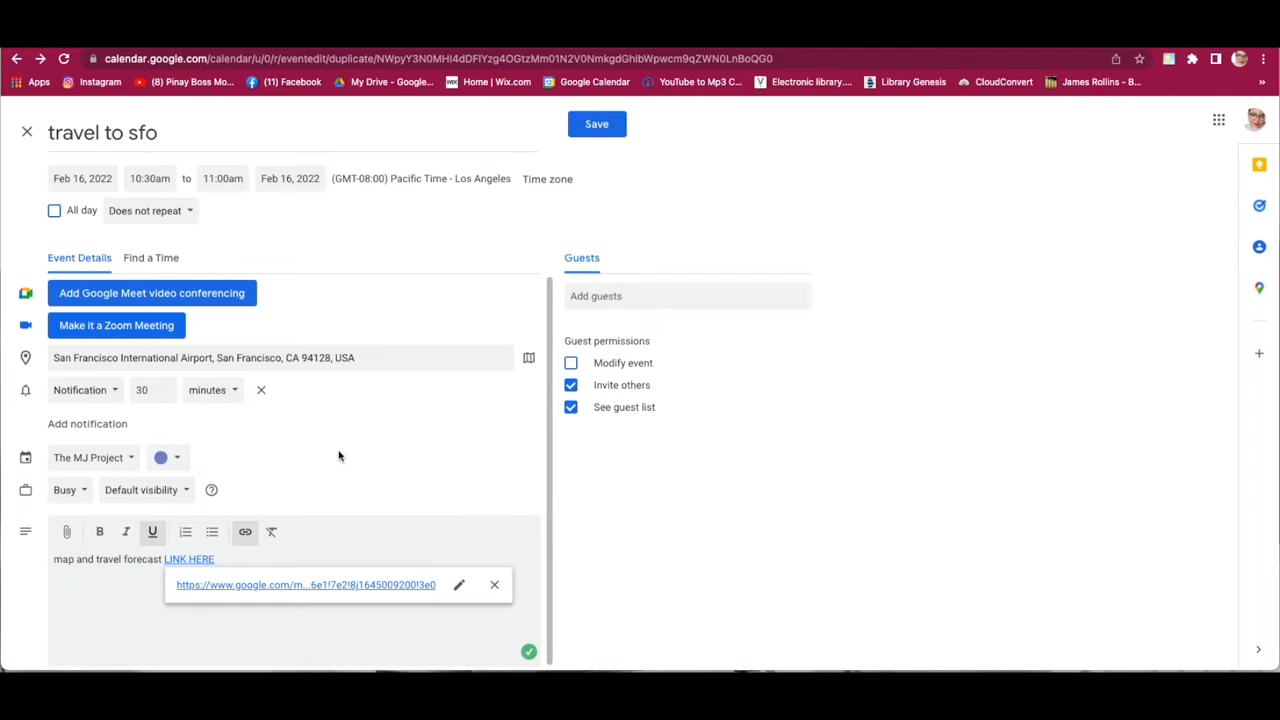 calendar.google.com/calendar/u/0/r/eventedit/duplicate/NWpyY3N0MHI4dDFlYzg4OGtzMm01N2V0NmkgdGhlbWpwcm9qZWN0LnBoQG0
Apps Instagram (8) Pinay Boss Mo... (11) Facebook My Drive – Google... Home | Wix.com Google Calendar YouTube to Mp3 C... Electronic library.... Library Genesis CloudConvert James Rollins – B... »
travel to sfo
Save
Feb 16, 2022 10:30am to 11:00am Feb 16, 2022 (GMT-08:00) Pacific Time - Los Angeles Time zone
All day Does not repeat
Event Details Find a Time
Guests
Add Google Meet video conferencing
Add guests
Make it a Zoom Meeting
Guest permissions
San Francisco International Airport, San Francisco, CA 94128, USA
Modify event
Notification 30 minutes
Invite others
See guest list
Add notification
The MJ Project
Busy Default visibility
B I U
map and travel forecast LINK HERE
https://www.google.com/m...6e1!7e2!8j1645009200!3e0